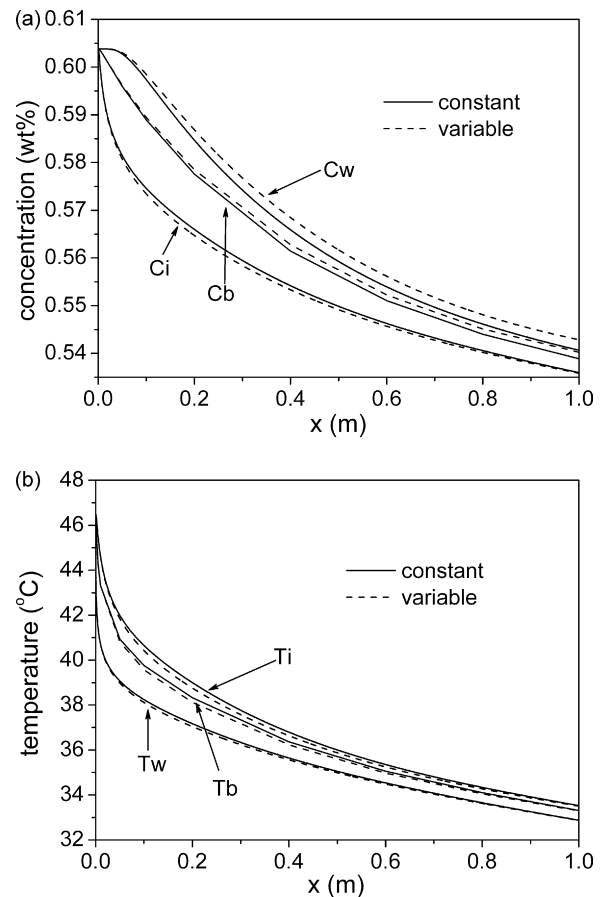 (a)
0.61
0.60
0.59
0.58
0.57
0.56
0.55
0.54
concentration (wt%)
constant
variable
Cw
Ci
Cb
0.0 0.2 0.4 0.6 0.8 1.0
x (m)
(b)
48
46
44
42
40
38
36
34
32
temperature (°C)
constant
variable
Ti
Tw
Tb
0.0 0.2 0.4 0.6 0.8 1.0
x (m)